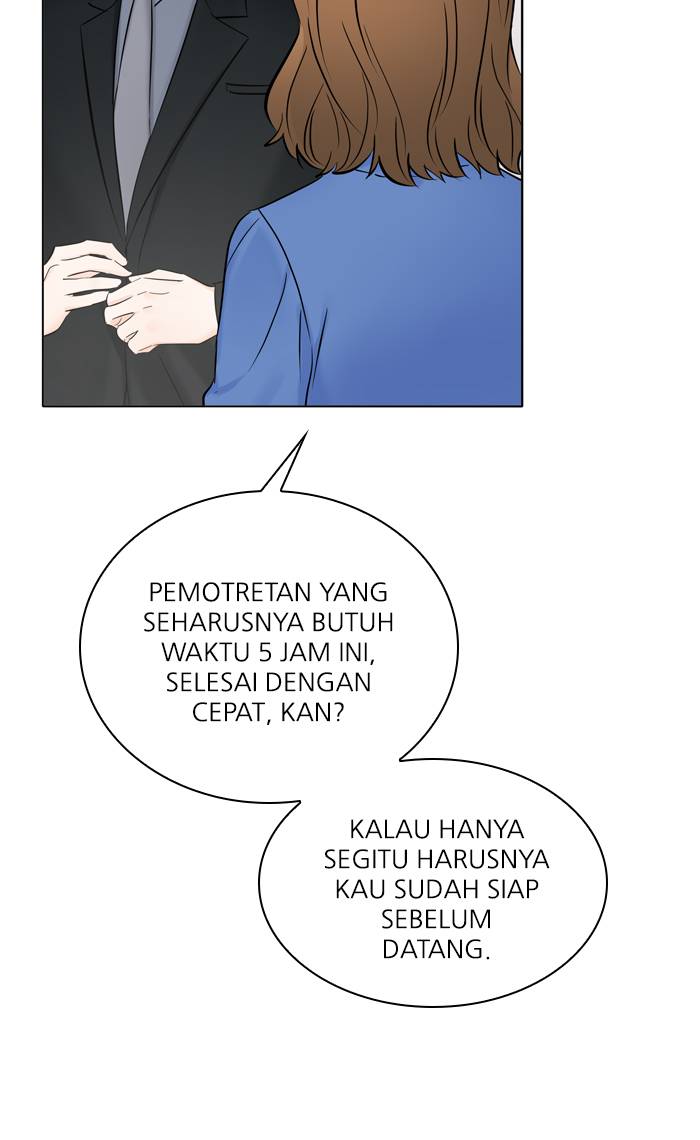 PEMOTRETAN YANG
SEHARUSNYA BUTUH
WAKTU 5 JAM INI,
SELESAI DENGAN
CEPAT, KAN?
KALAU HANYA
SEGITU HARUSNYA
KAU SUDAH SIAP
SEBELUM
DATANG.